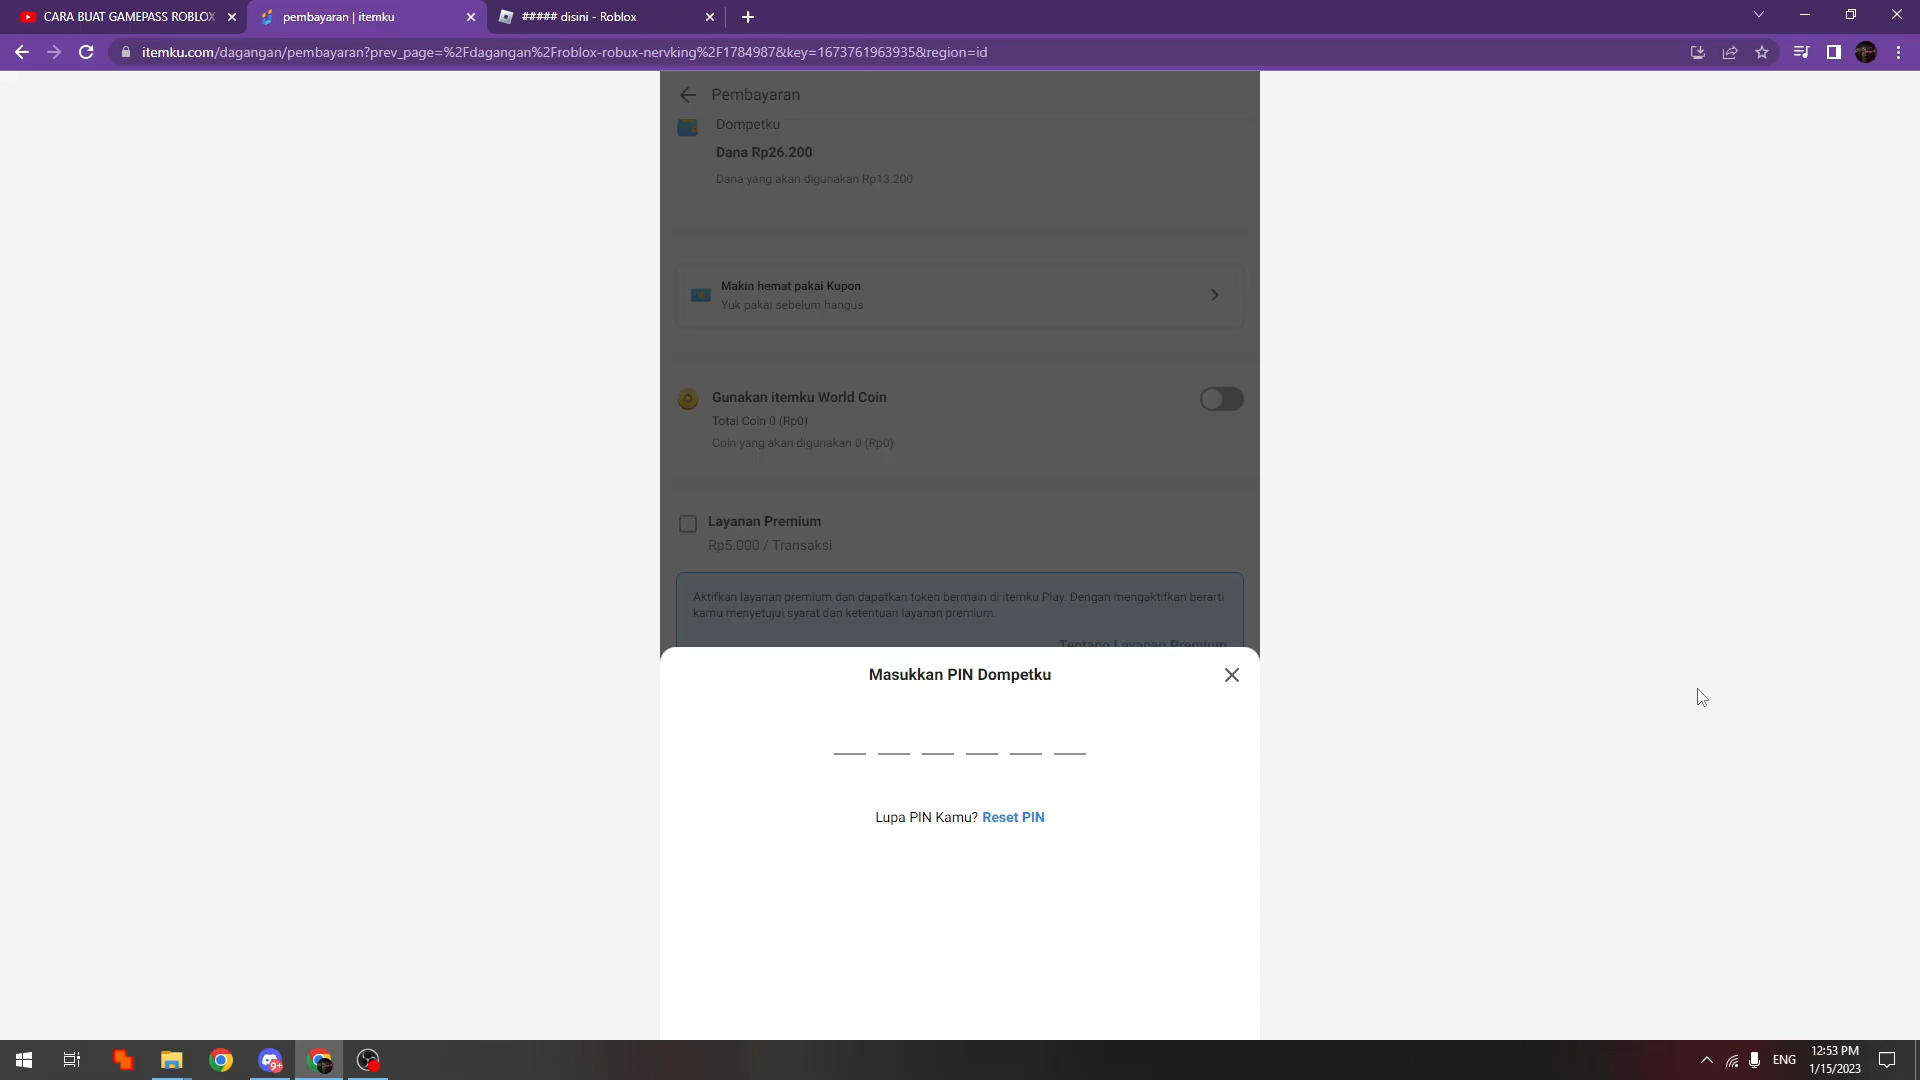 CARA BUAT GAMEPASS ROBLOX
pembayaran | itemku
##### disini - Roblox
itemku.com/dagangan/pembayaran?prev_page=%2Fdagangan%2Froblox-robux-nervking%2F1784987&key=1673761963935&region=id
Pembayaran
Dompetku
Dana Rp26.200
Dana yang akan digunakan Rp13.200
Makin hemat pakai Kupon
Yuk pakai sebelum hangus
Gunakan itemku World Coin
Total Coin 0 (Rp0)
Coin yang akan digunakan 0 (Rp0)
Layanan Premium
Rp5.000 / Transaksi
Aktifkan layanan premium dan dapatkan token bermain di itemku Play. Dengan mengaktifkan berarti
kamu menyetujui syarat dan ketentuan layanan premium.
Tentang Layanan Premium
Masukkan PIN Dompetku
Lupa PIN Kamu? Reset PIN
9+
ENG
12:53 PM
1/15/2023